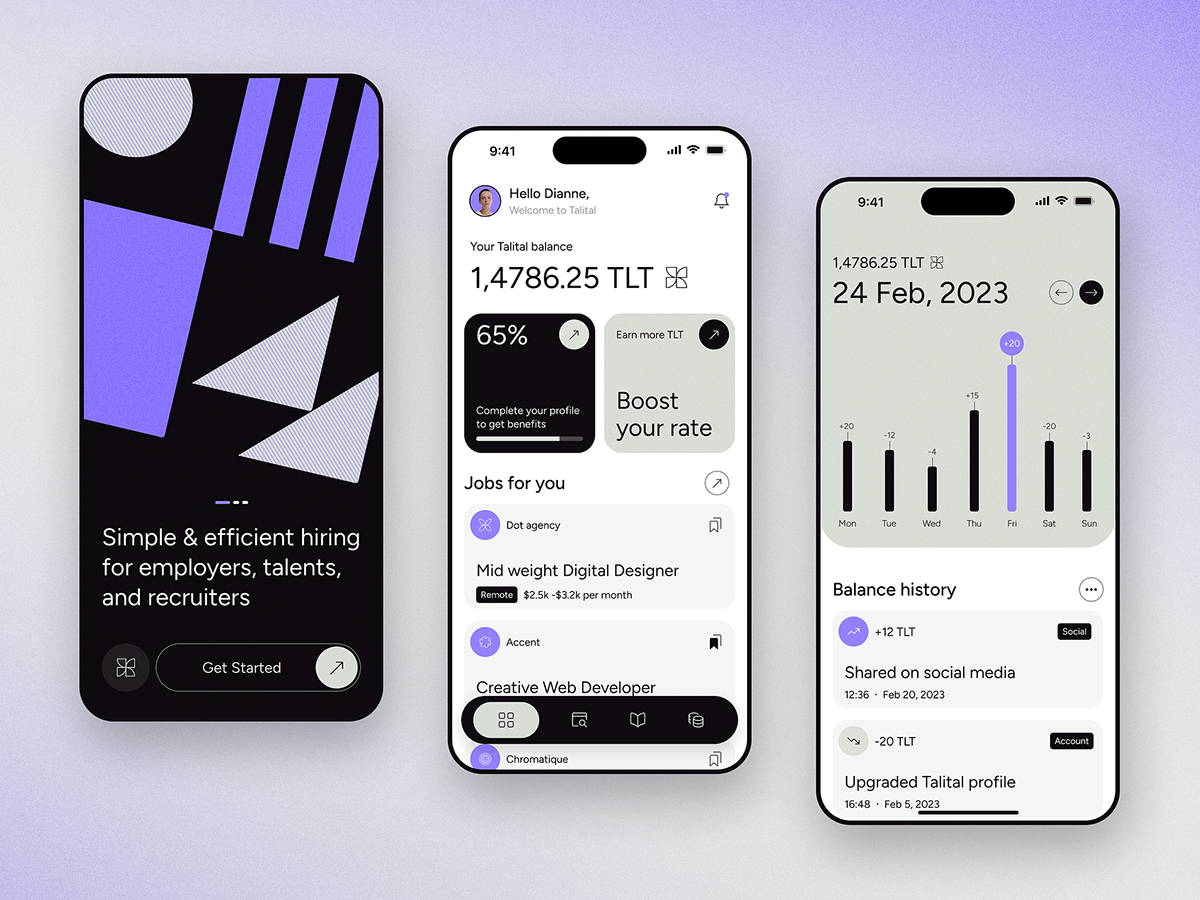 Simple & efficient hiring
for employers, talents,
and recruiters
Get Started
9:41
Hello Dianne,
Welcome to Talital
Your Talital balance
1,4786.25 TLT
65%
Complete your profile
to get benefits
Earn more TLT
Boost
your rate
Jobs for you
Dot agency
Mid weight Digital Designer
Remote $2.5k -$3.2k per month
Accent
Creative Web Developer
Chromatique
9:41
1,4786.25 TLT
24 Feb, 2023
+20 -12 -4 +15 +20 -20 -3
Mon Tue Wed Thu Fri Sat Sun
Balance history
+12 TLT Social
Shared on social media
12:36 · Feb 20, 2023
-20 TLT Account
Upgraded Talital profile
16:48 · Feb 5, 2023